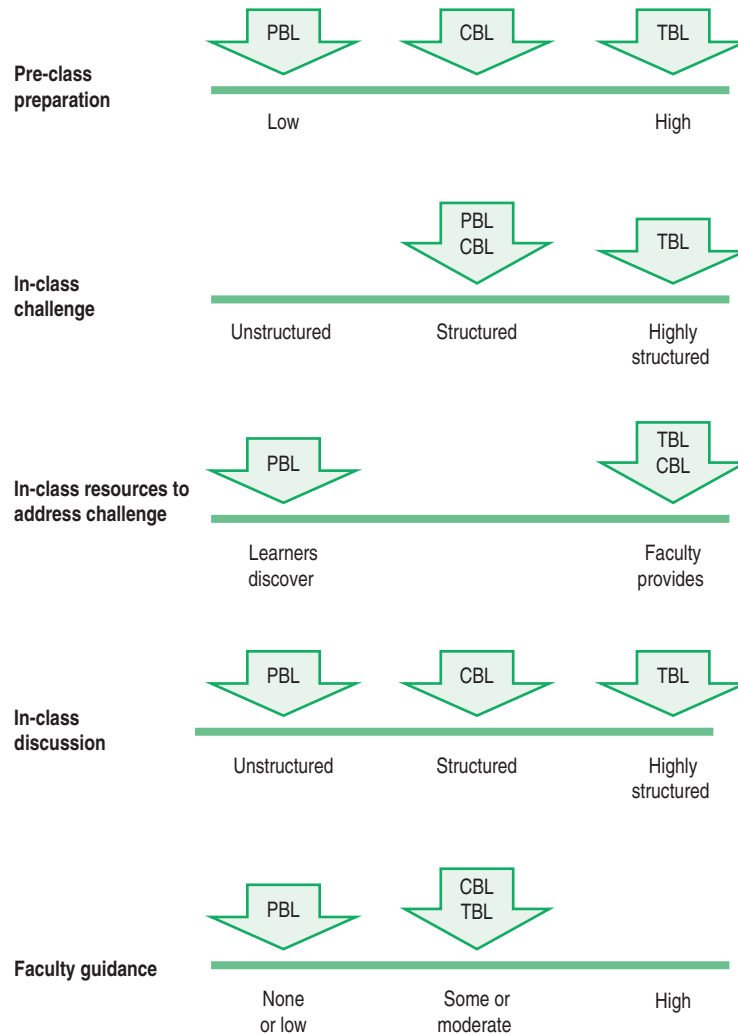 PBL
CBL
TBL
Pre-class
preparation
Low
High
PBL
CBL
TBL
In-class
challenge
Unstructured
Structured
Highly
structured
PBL
TBL
CBL
In-class resources to
address challenge
Learners
discover
Faculty
provides
PBL
CBL
TBL
In-class
discussion
Unstructured
Structured
Highly
structured
PBL
CBL
TBL
Faculty guidance
None
or low
Some or
moderate
High